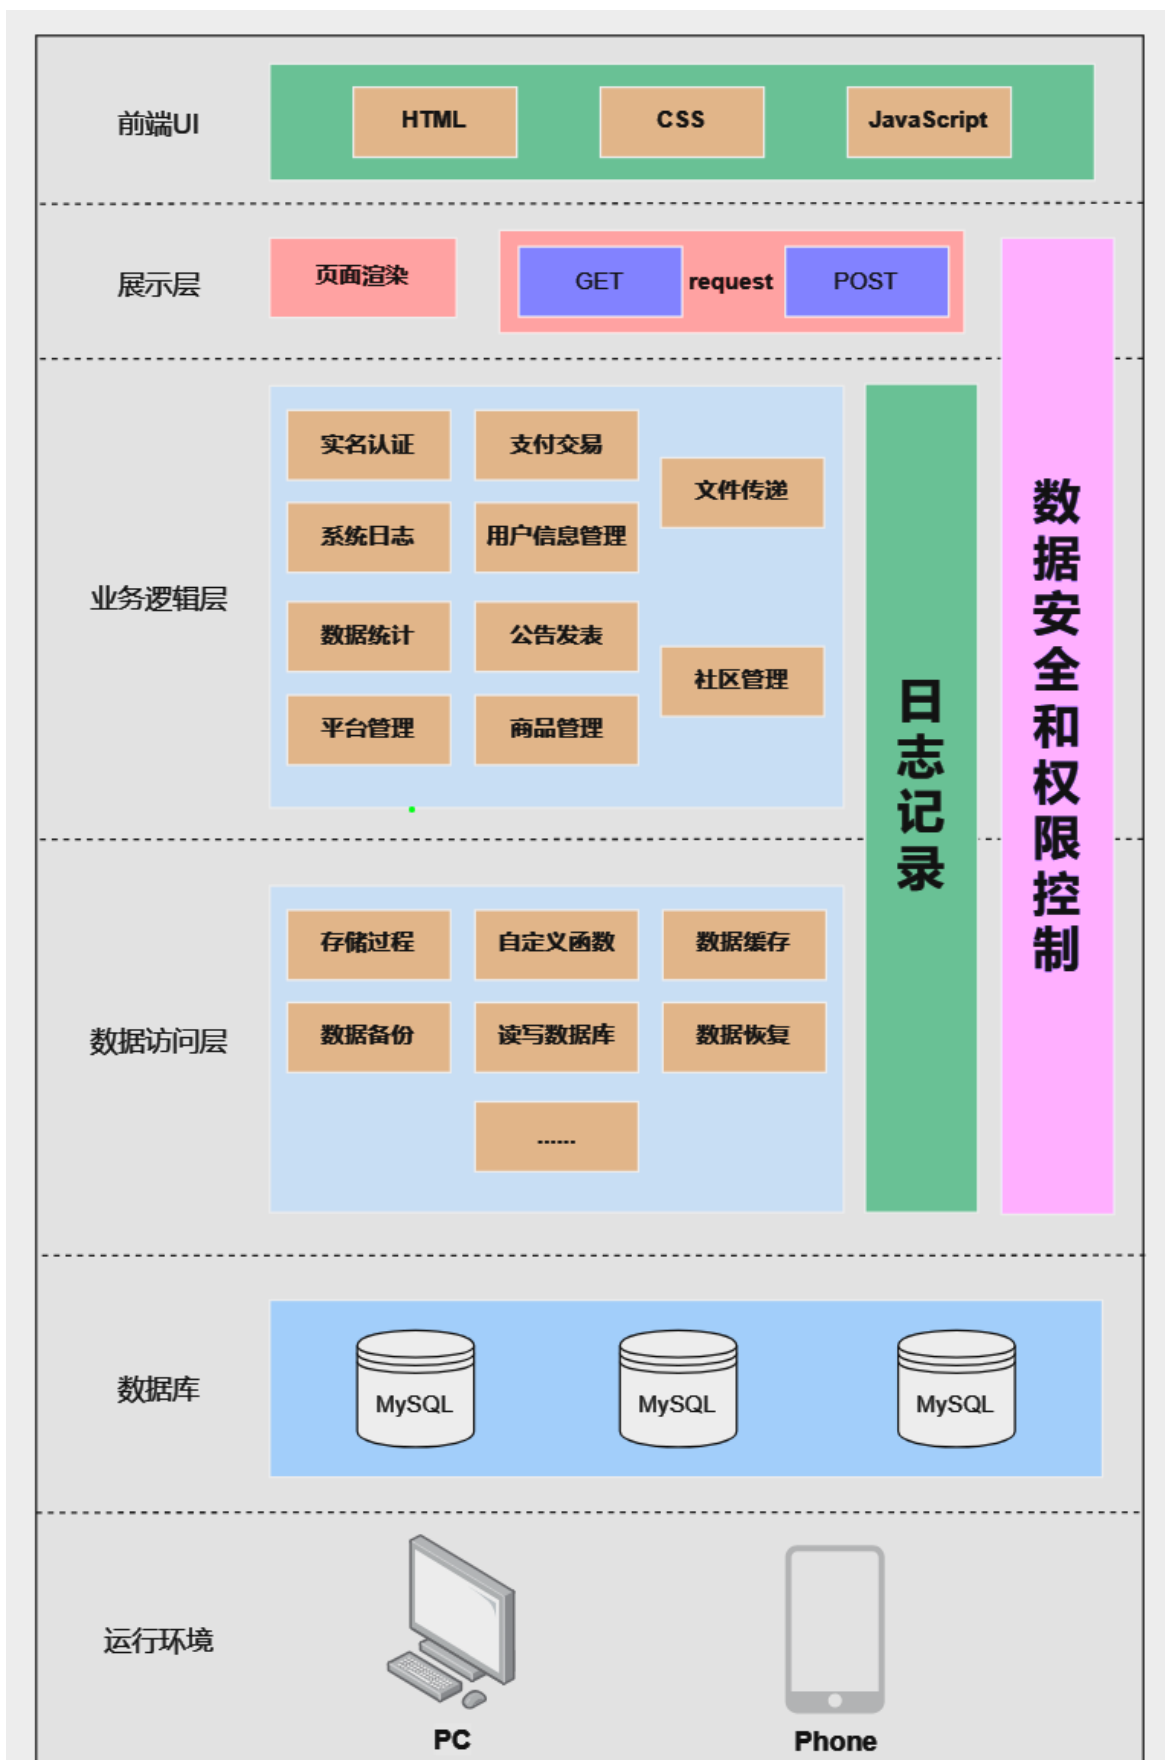 前端UI
HTML
CSS
JavaScript
展示层
页面渲染
GET
request
POST
业务逻辑层
实名认证
支付交易
文件传递
系统日志
用户信息管理
数据统计
公告发表
社区管理
平台管理
商品管理
日志记录
数据安全和权限控制
数据访问层
存储过程
自定义函数
数据缓存
数据备份
读写数据库
数据恢复
......
数据库
MySQL
MySQL
MySQL
运行环境
PC
Phone